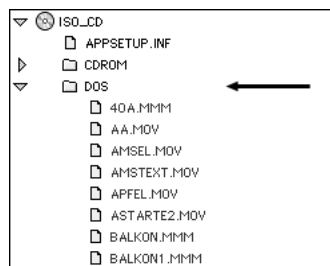 ISO_CD
APPSETUP.INF
CDROM
DOS
40A.MMM
AA.MOV
AMSEL.MOV
AMSTEXT.MOV
APFEL.MOV
ASTARTE2.MOV
BALKON.MMM
BALKON1.MMM